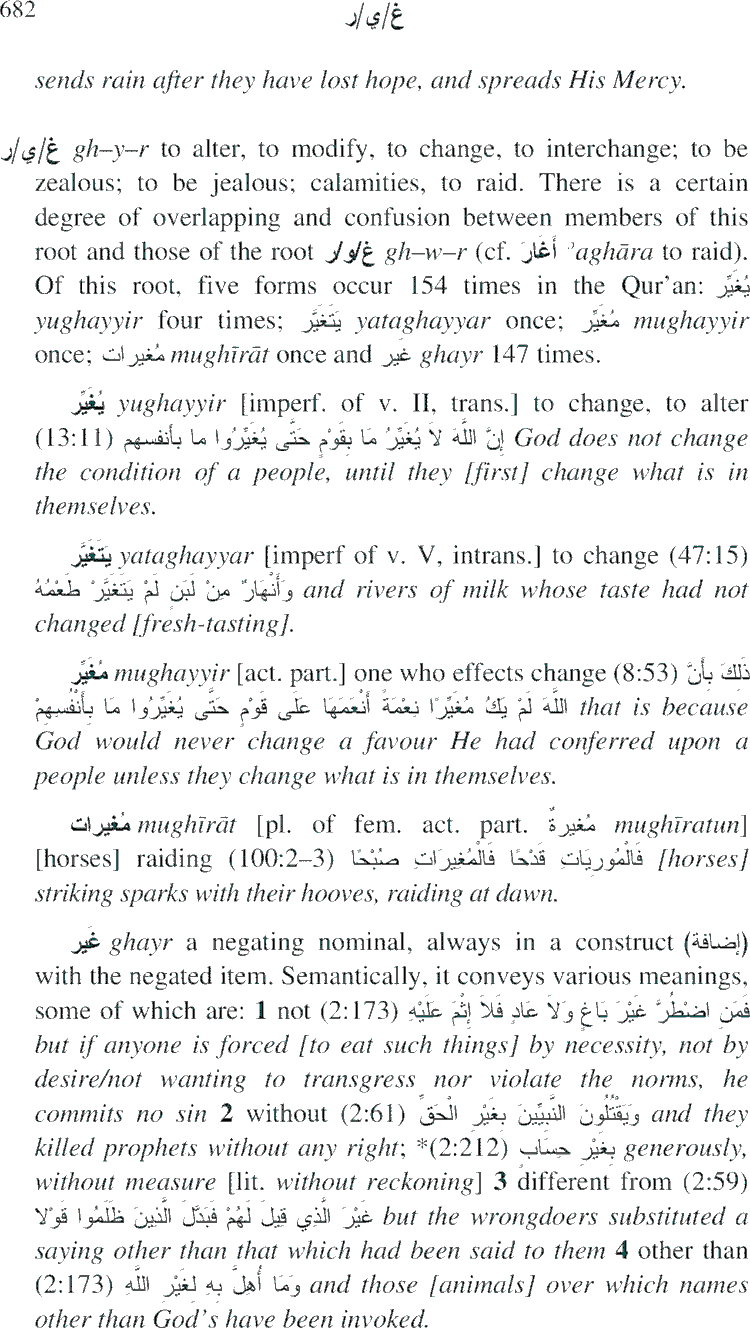 682 غ/ي/ر
sends rain after they have lost hope, and spreads His Mercy.
غ/ي/ر gh–y–r to alter, to modify, to change, to interchange; to be
zealous; to be jealous; calamities, to raid. There is a certain
degree of overlapping and confusion between members of this
root and those of the root غ/و/ر gh–w–r (cf. أَغَارَ ʾaghāra to raid).
Of this root, five forms occur 154 times in the Qur'an: يُغَيِّر
yughayyir four times; يَتَغَيَّر yataghayyar once; مُغَيِّر mughayyir
once; مُغيرات mughīrāt once and غَير ghayr 147 times.
يُغَيِّر yughayyir [imperf. of v. II, trans.] to change, to alter
(13:11) إِنَّ اللَّهَ لاَ يُغَيِّرُ مَا بِقَوْمٍ حَتَّى يُغَيِّرُوا ما بأنفسهم God does not change
the condition of a people, until they [first] change what is in
themselves.
يَتَغَيَّر yataghayyar [imperf of v. V, intrans.] to change (47:15)
وَأَنْهَارٌ مِنْ لَبَنٍ لَمْ يَتَغَيَّرْ طَعْمُهُ and rivers of milk whose taste had not
changed [fresh-tasting].
مُغَيِّر mughayyir [act. part.] one who effects change (8:53) ذَلِكَ بِأَنَّ
اللَّهَ لَمْ يَكُ مُغَيِّرًا نِعْمَةً أَنْعَمَهَا عَلَى قَوْمٍ حَتَّى يُغَيِّرُوا مَا بِأَنْفُسِهِمْ that is because
God would never change a favour He had conferred upon a
people unless they change what is in themselves.
مُغيرات mughīrāt [pl. of fem. act. part. مُغيرةٌ mughīratun]
[horses] raiding (100:2–3) فَالْمُورِيَاتِ قَدْحًا فَالْمُغِيرَاتِ صُبْحًا [horses]
striking sparks with their hooves, raiding at dawn.
غَير ghayr a negating nominal, always in a construct (إضافة)
with the negated item. Semantically, it conveys various meanings,
some of which are: 1 not (2:173) فَمَنِ اضْطُرَّ غَيْرَ بَاغٍ وَلاَ عَادٍ فَلاَ إِثْمَ عَلَيْهِ
but if anyone is forced [to eat such things] by necessity, not by
desire/not wanting to transgress nor violate the norms, he
commits no sin 2 without (2:61) وَيَقْتُلُونَ النَّبِيِّينَ بِغَيْرِ الْحَقِّ and they
killed prophets without any right; *(2:212) بِغَيْرِ حِسَابٍ generously,
without measure [lit. without reckoning] 3 different from (2:59)
فَبَدَّلَ الَّذِينَ ظَلَمُوا قَوْلاً غَيْرَ الَّذِي قِيلَ لَهُمْ but the wrongdoers substituted a
saying other than that which had been said to them 4 other than
(2:173) وَمَا أُهِلَّ بِهِ لِغَيْرِ اللَّهِ and those [animals] over which names
other than God's have been invoked.